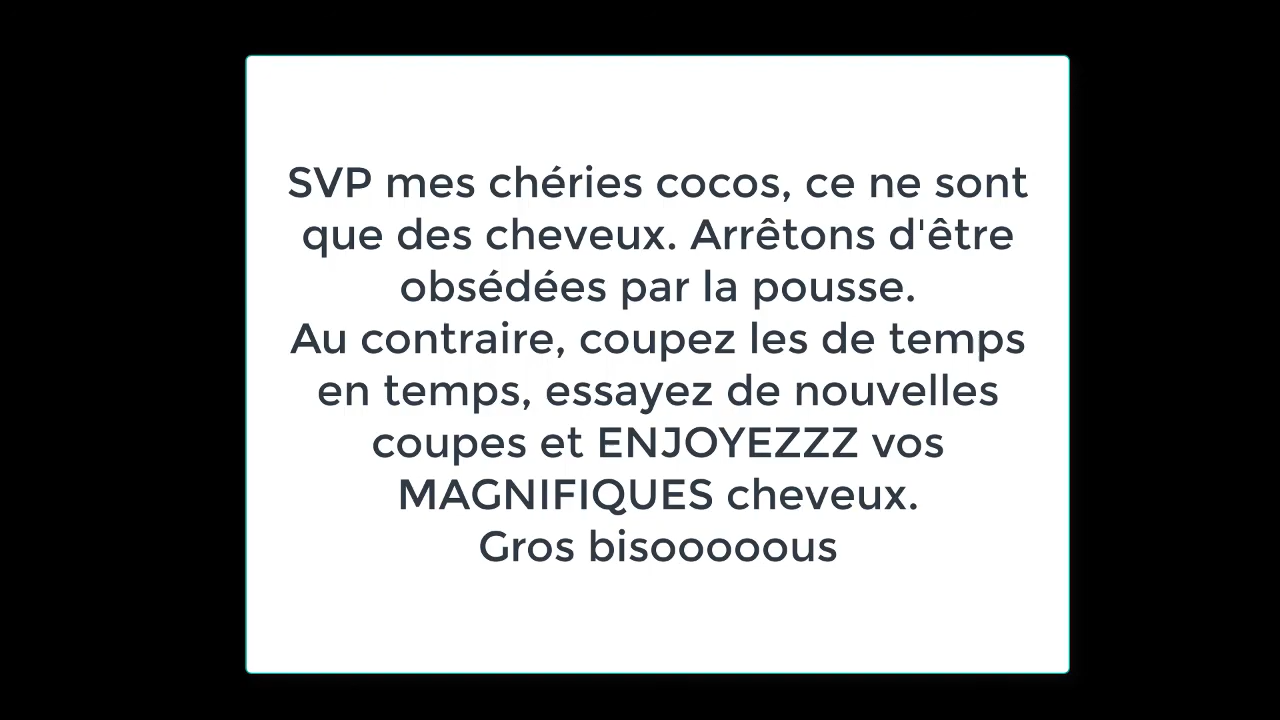 SVP mes chéries cocos, ce ne sont
que des cheveux. Arrêtons d'être
obsédées par la pousse.
Au contraire, coupez les de temps
en temps, essayez de nouvelles
coupes et ENJOYEZZZ vos
MAGNIFIQUES cheveux.
Gros bisooooous